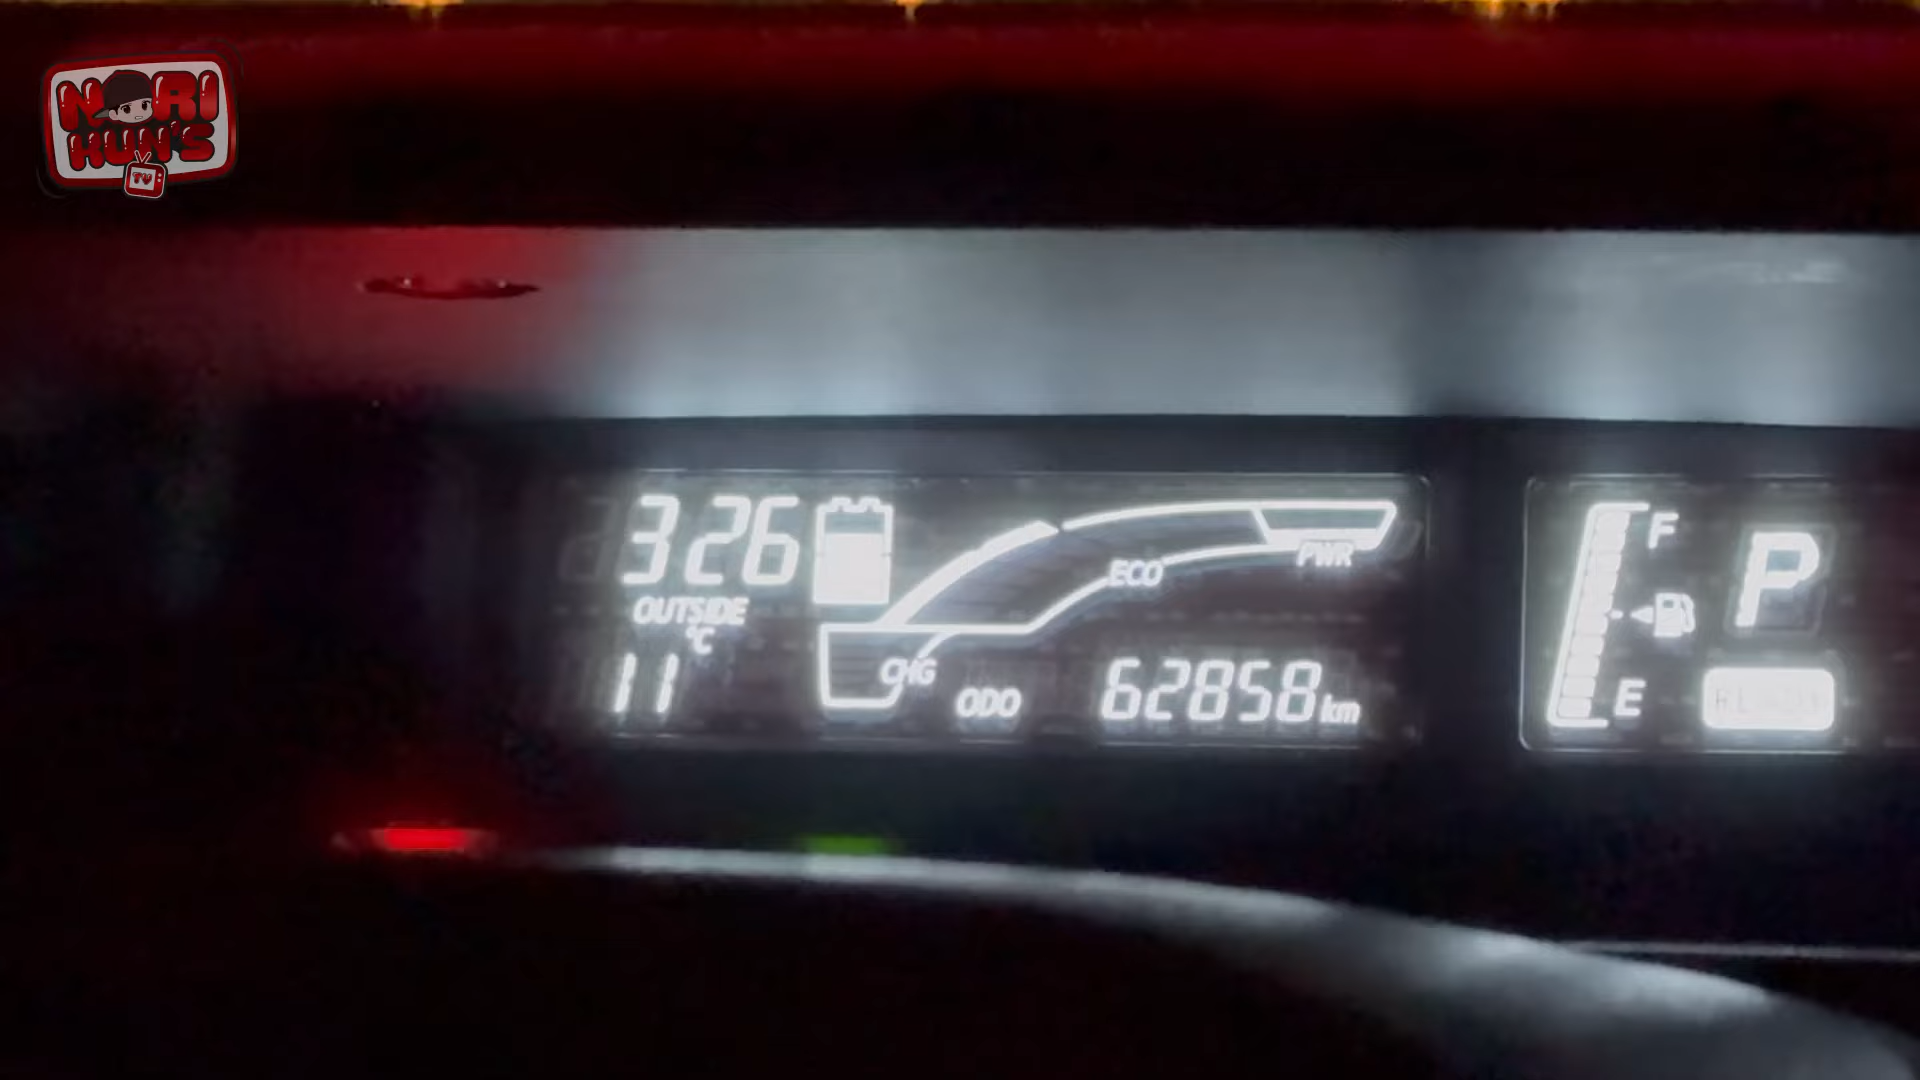 NORI
KUN'S
TV
326
OUTSIDE
°C
11
CHG
ECO
PWR
ODO
62858 km
F
E
P